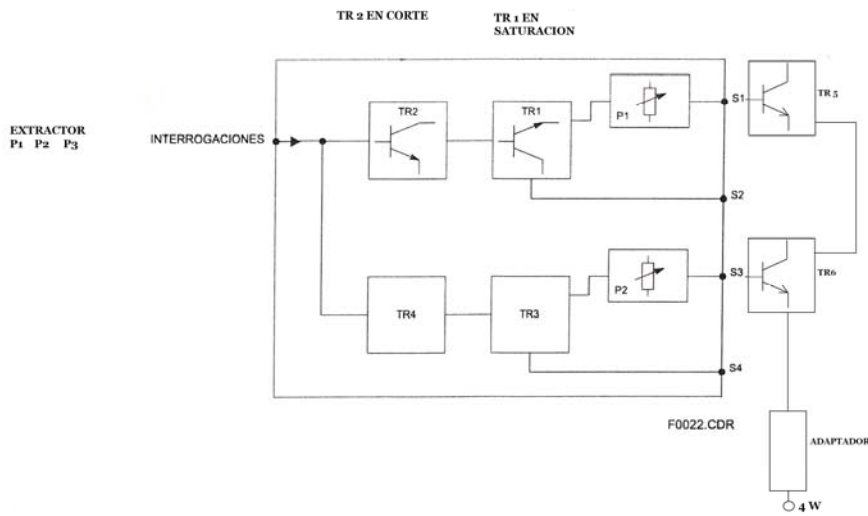 TR 2 EN CORTE
TR 1 EN
SATURACION
EXTRACTOR
P1 P2 P3
INTERROGACIONES
TR2
TR1
P1
S1
TR 5
S2
TR4
TR3
P2
S3
TR6
S4
F0022.CDR
ADAPTADOR
4 W